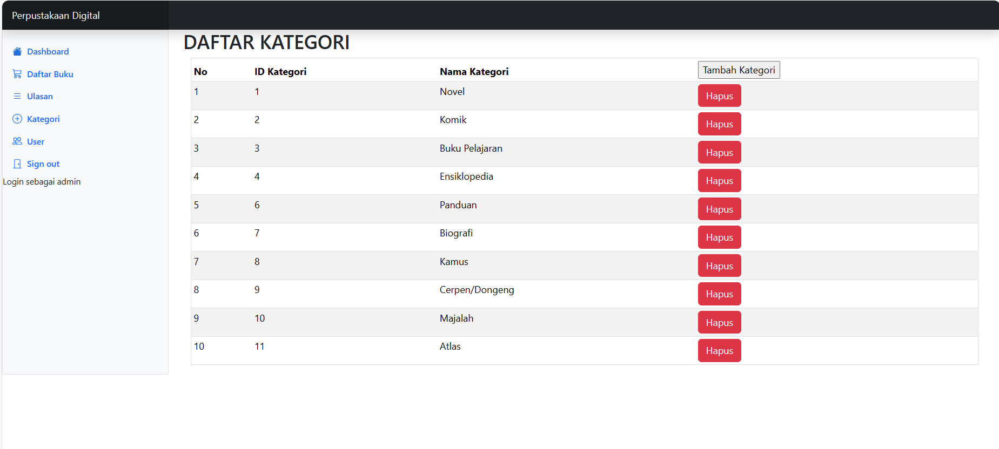 Perpustakaan Digital
Dashboard
Daftar Buku
Ulasan
Kategori
User
Sign out
Login sebagai admin
DAFTAR KATEGORI
No ID Kategori Nama Kategori Tambah Kategori
1 1 Novel Hapus
2 2 Komik Hapus
3 3 Buku Pelajaran Hapus
4 4 Ensiklopedia Hapus
5 6 Panduan Hapus
6 7 Biografi Hapus
7 8 Kamus Hapus
8 9 Cerpen/Dongeng Hapus
9 10 Majalah Hapus
10 11 Atlas Hapus